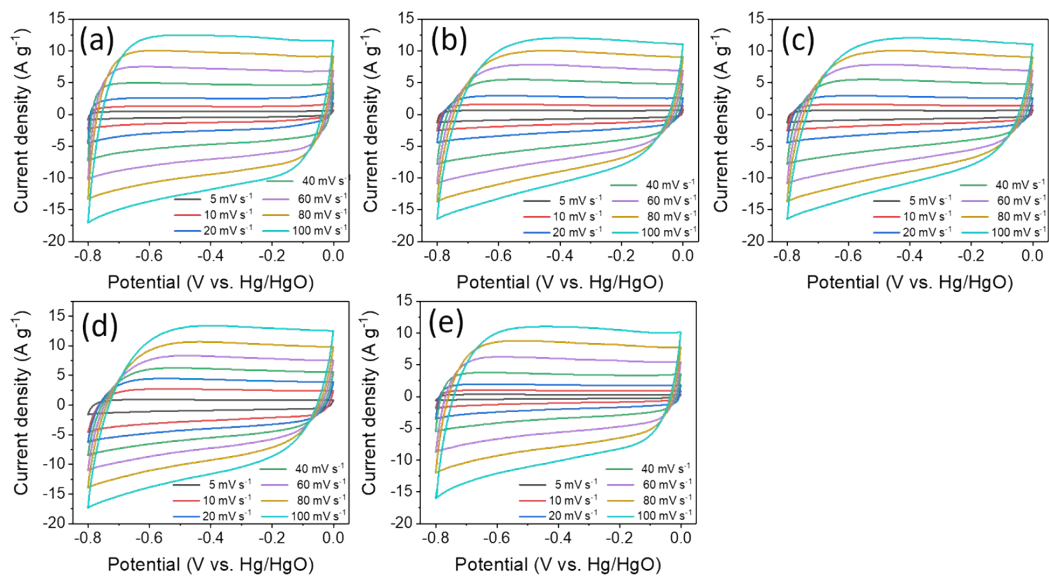 (a)
Current density (A g-1)
15
10
5
0
-5
-10
-15
-20
40 mV s-1
5 mV s-1
60 mV s-1
10 mV s-1
80 mV s-1
20 mV s-1
100 mV s-1
-0.8
-0.6
-0.4
-0.2
0.0
Potential (V vs. Hg/HgO)
(b)
Current density (A g-1)
15
10
5
0
-5
-10
-15
-20
40 mV s-1
5 mV s-1
60 mV s-1
10 mV s-1
80 mV s-1
20 mV s-1
100 mV s-1
-0.8
-0.6
-0.4
-0.2
0.0
Potential (V vs. Hg/HgO)
(c)
Current density (A g-1)
15
10
5
0
-5
-10
-15
-20
40 mV s-1
5 mV s-1
60 mV s-1
10 mV s-1
80 mV s-1
20 mV s-1
100 mV s-1
-0.8
-0.6
-0.4
-0.2
0.0
Potential (V vs. Hg/HgO)
(d)
Current density (A g-1)
15
10
5
0
-5
-10
-15
-20
40 mV s-1
5 mV s-1
60 mV s-1
10 mV s-1
80 mV s-1
20 mV s-1
100 mV s-1
-0.8
-0.6
-0.4
-0.2
0.0
Potential (V vs. Hg/HgO)
(e)
Current density (A g-1)
15
10
5
0
-5
-10
-15
-20
40 mV s-1
5 mV s-1
60 mV s-1
10 mV s-1
80 mV s-1
20 mV s-1
100 mV s-1
-0.8
-0.6
-0.4
-0.2
0.0
Potential (V vs. Hg/HgO)